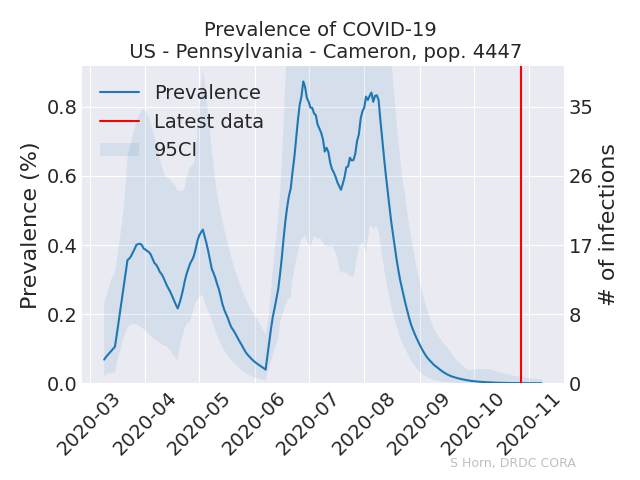 Prevalence of COVID-19
US - Pennsylvania - Cameron, pop. 4447
Prevalence
Latest data
95CI
Prevalence (%)
0.8
0.6
0.4
0.2
0.0
# of infections
35
26
17
8
0
2020-03
2020-04
2020-05
2020-06
2020-07
2020-08
2020-09
2020-10
2020-11
S Horn, DRDC CORA